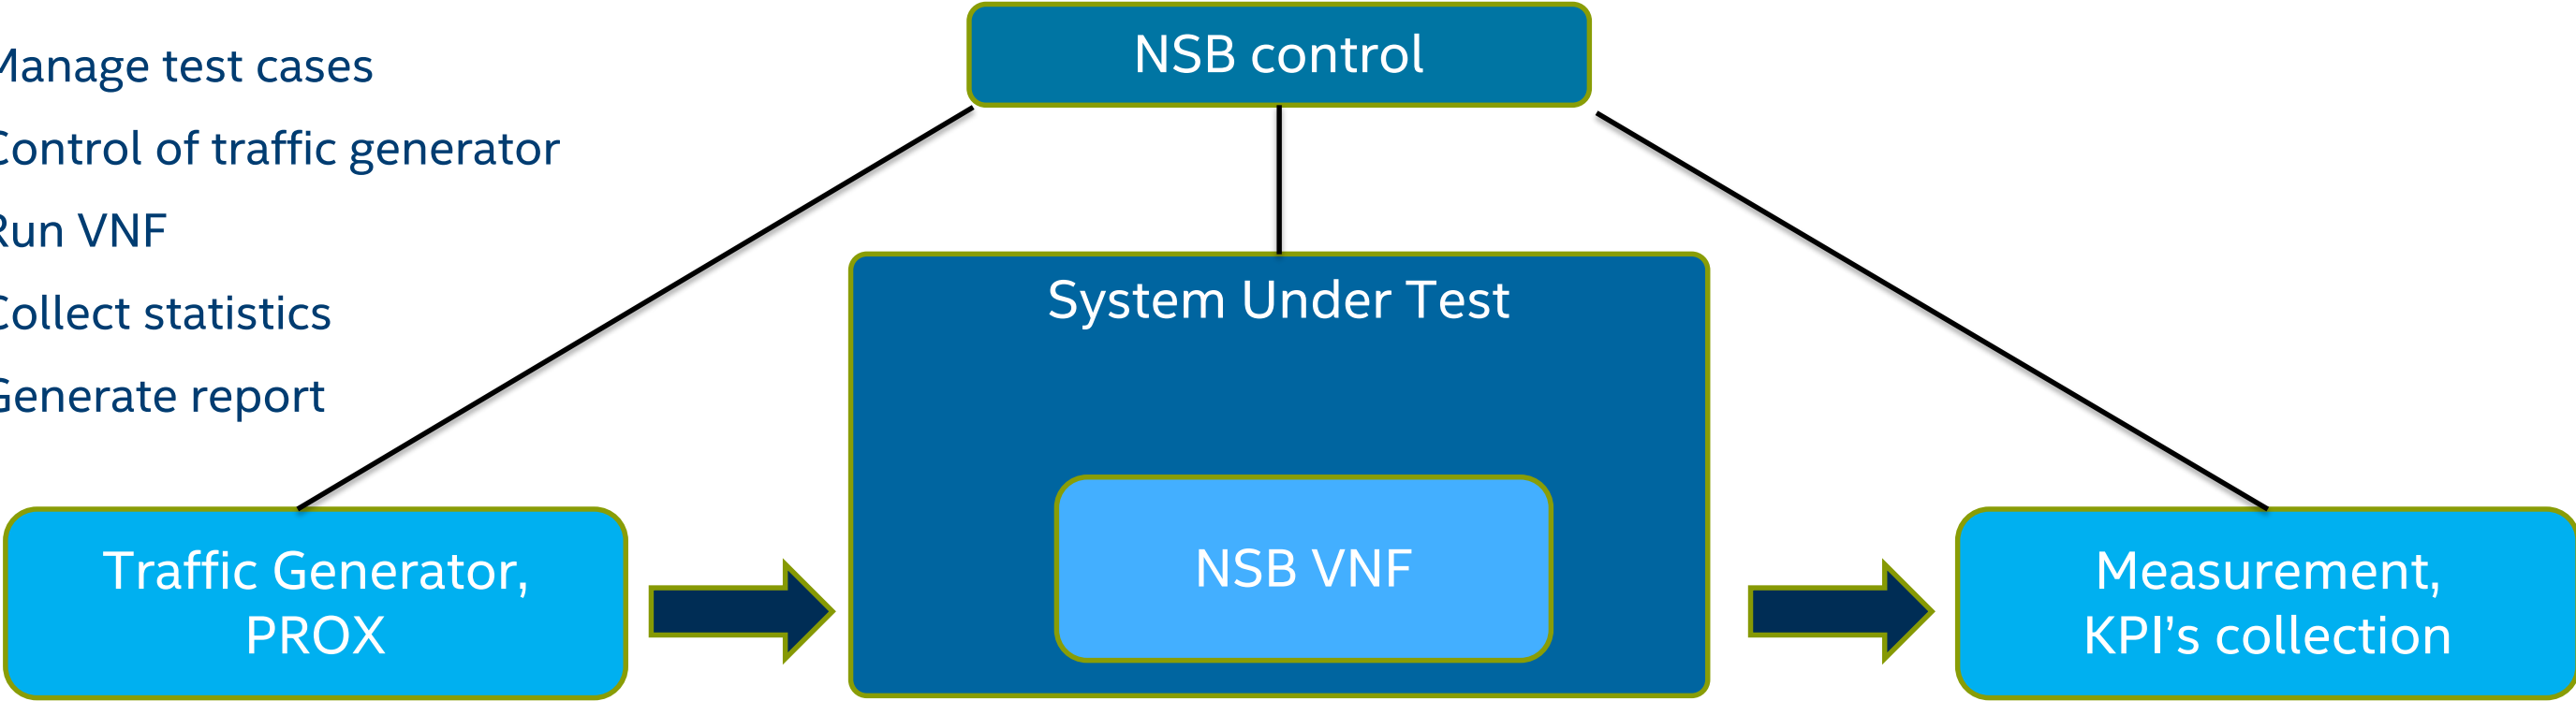 NSB control
Manage test cases
Control of traffic generator
Run VNF
Collect statistics
Generate report
System Under Test
Traffic Generator,
PROX
NSB VNF
Measurement,
KPI’s collection